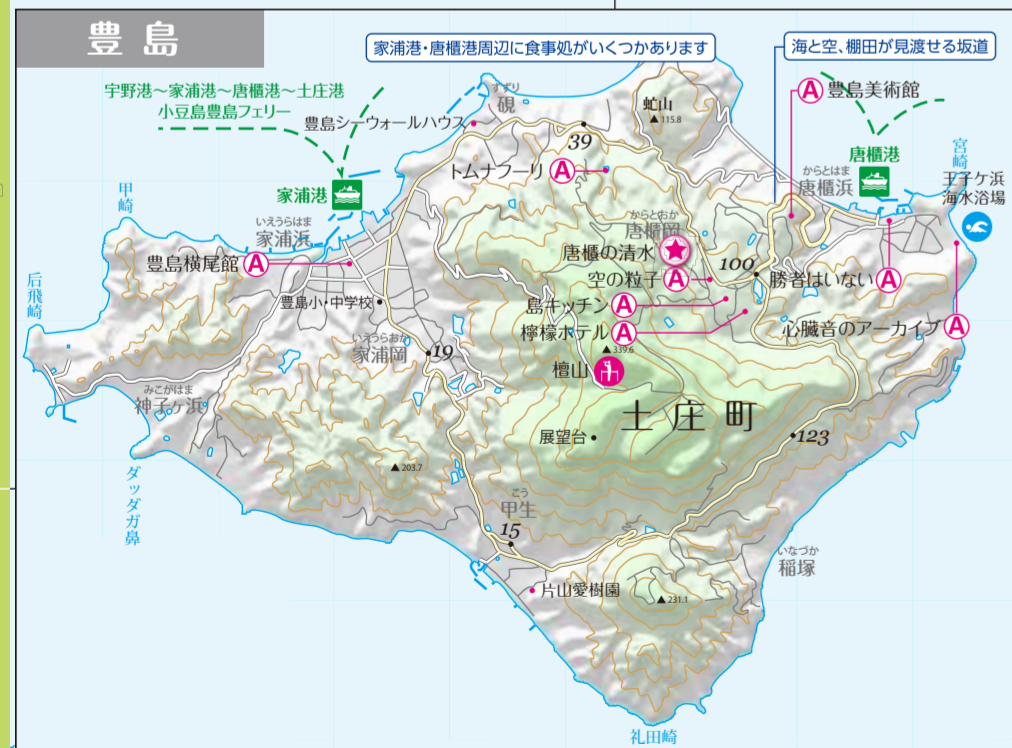 豊島
家浦港・唐櫃港周辺に食事処がいくつかあります
海と空、棚田が見渡せる坂道
宇野港〜家浦港〜唐櫃港〜土庄港
小豆島豊島フェリー
すずり
硯
豊島シーウォールハウス
虻山
▲115.8
39
A 豊島美術館
唐櫃港
からとはま
唐櫃浜
宮崎
王子ケ浜
海水浴場
トムナフーリ A
甲崎
家浦港
いえうらはま
家浦浜
からとおか
唐櫃岡
唐櫃の清水
豊島横尾館 A
空の粒子 A
100
勝者はいない A
后飛崎
豊島小・中学校
島キッチン A
檸檬ホテル A
心臓音のアーカイブ A
いえうらおか
家浦岡
19
▲339.6
檀山
みこがはま
神子ヶ浜
土庄町
展望台
123
▲203.7
ダッダガ鼻
こう
甲生
15
いなづか
稲塚
片山愛樹園
▲231.1
礼田崎